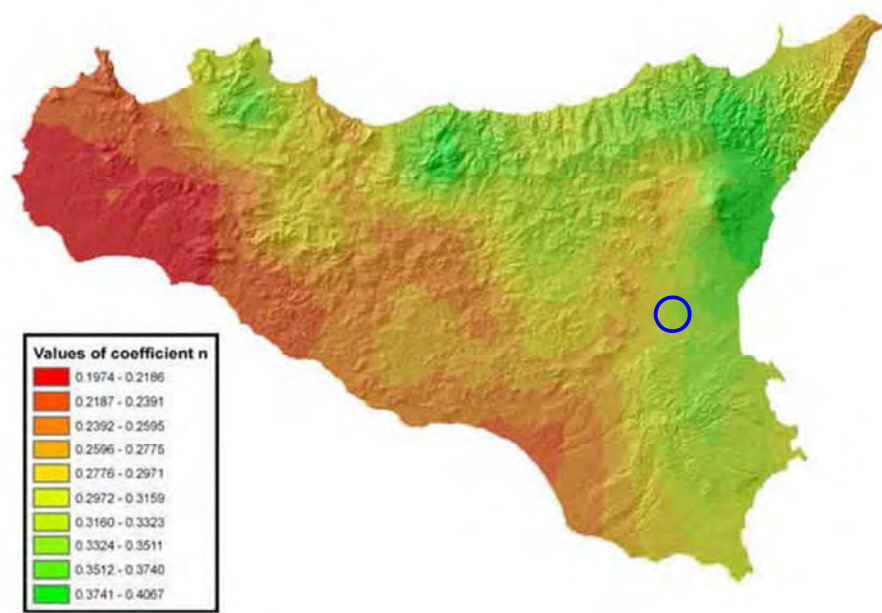 Values of coefficient n
0.1974 - 0.2186
0.2187 - 0.2391
0.2392 - 0.2595
0.2596 - 0.2775
0.2776 - 0.2971
0.2972 - 0.3159
0.3160 - 0.3323
0.3324 - 0.3511
0.3512 - 0.3740
0.3741 - 0.4067